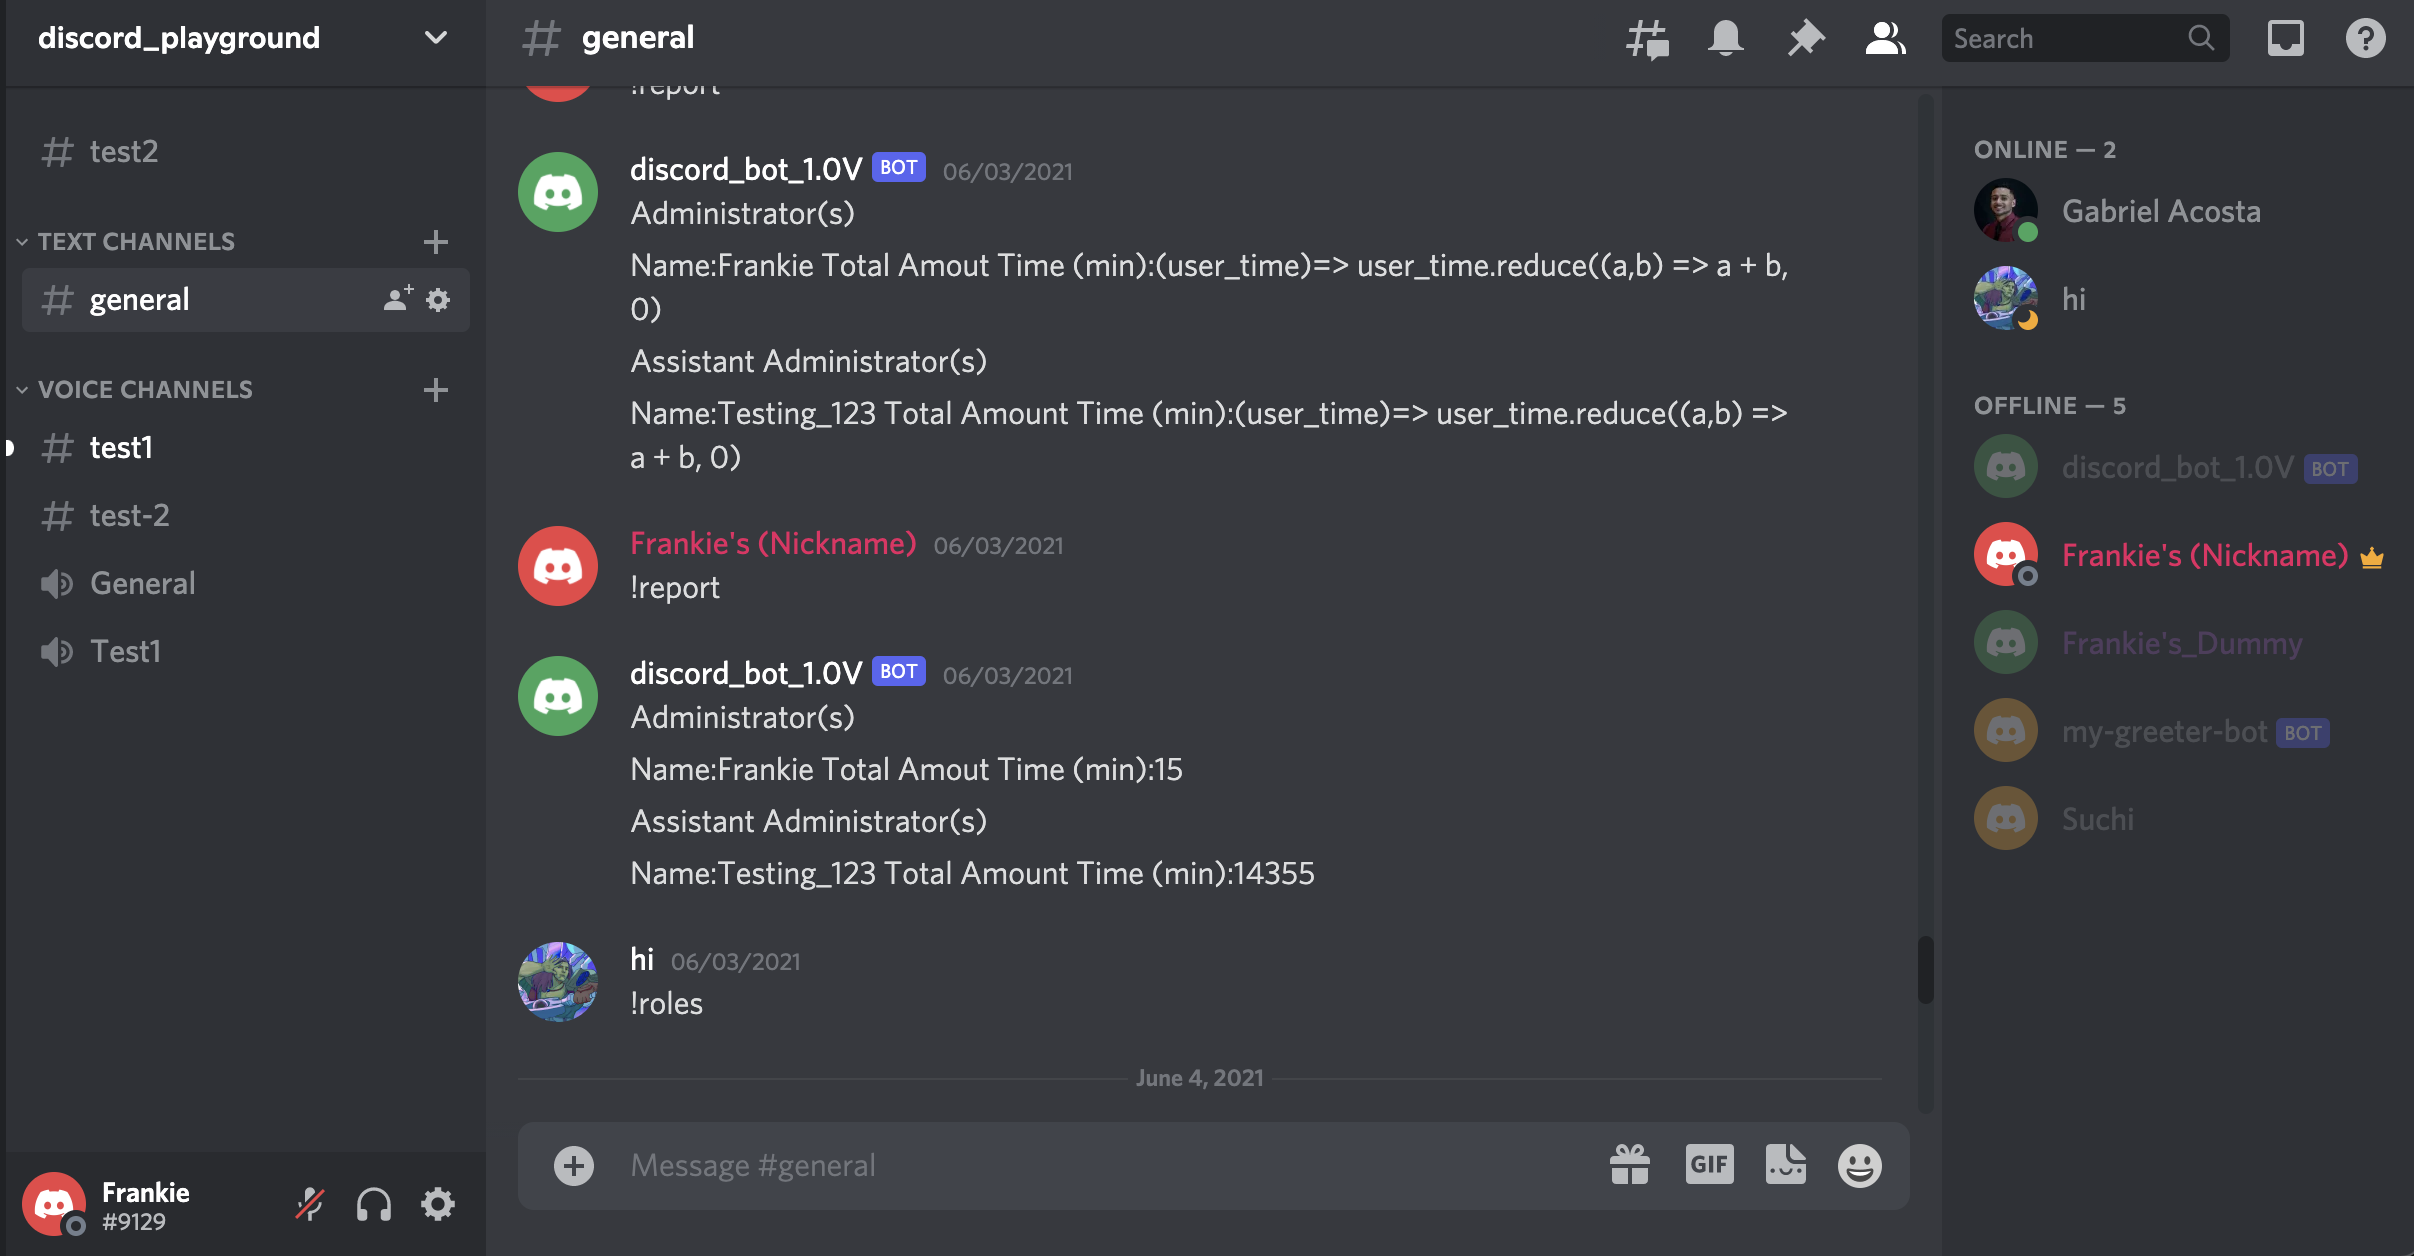 discord_playground
test2
TEXT CHANNELS
general
VOICE CHANNELS
test1
test-2
General
Test1
Frankie
#9129
general
Search
!report
discord_bot_1.0V BOT 06/03/2021
Administrator(s)
Name:Frankie Total Amout Time (min):(user_time)=> user_time.reduce((a,b) => a + b,
0)
Assistant Administrator(s)
Name:Testing_123 Total Amount Time (min):(user_time)=> user_time.reduce((a,b) =>
a + b, 0)
Frankie's (Nickname) 06/03/2021
!report
discord_bot_1.0V BOT 06/03/2021
Administrator(s)
Name:Frankie Total Amout Time (min):15
Assistant Administrator(s)
Name:Testing_123 Total Amount Time (min):14355
hi 06/03/2021
!roles
June 4, 2021
Message #general
GIF
ONLINE — 2
Gabriel Acosta
hi
OFFLINE — 5
discord_bot_1.0V BOT
Frankie's (Nickname)
Frankie's_Dummy
my-greeter-bot BOT
Suchi